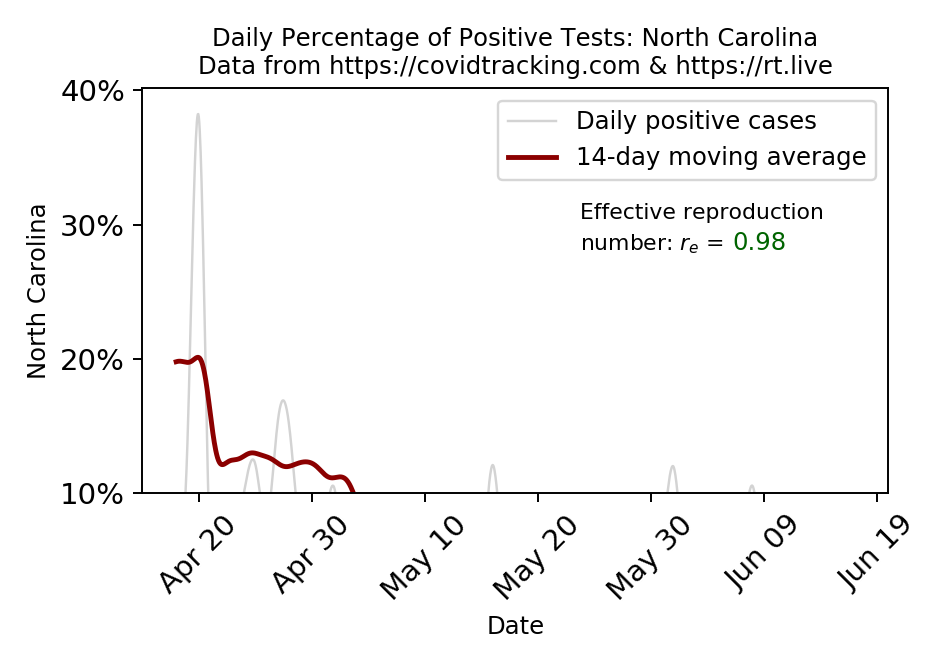 Daily Percentage of Positive Tests: North Carolina
Data from https://covidtracking.com & https://rt.live
40%
30%
20%
10%
North Carolina
Daily positive cases
14-day moving average
Effective reproduction
number: rₑ = 0.98
Apr 20
Apr 30
May 10
May 20
May 30
Jun 09
Jun 19
Date